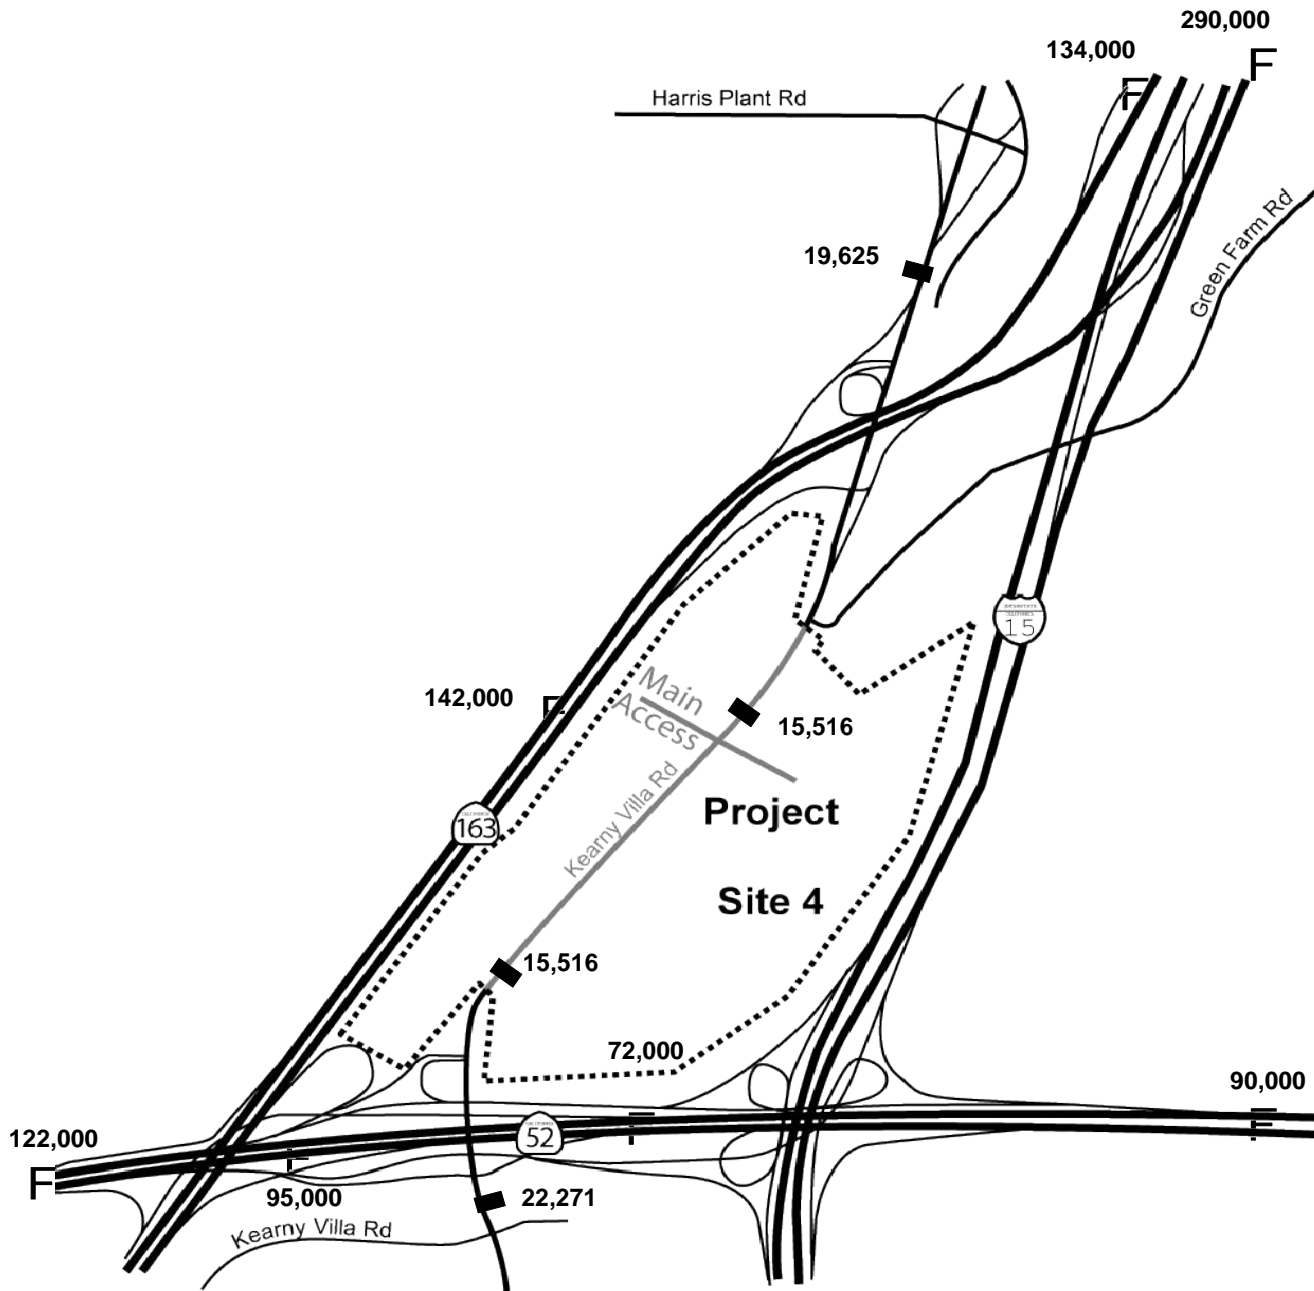 290,000
134,000
F
F
Harris Plant Rd
Green Farm Rd
19,625
15
Main
Access
142,000
F
15,516
Kearny Villa Rd
Project
163
Site 4
15,516
72,000
90,000
F
F
52
122,000
F
F
95,000
22,271
Kearny Villa Rd